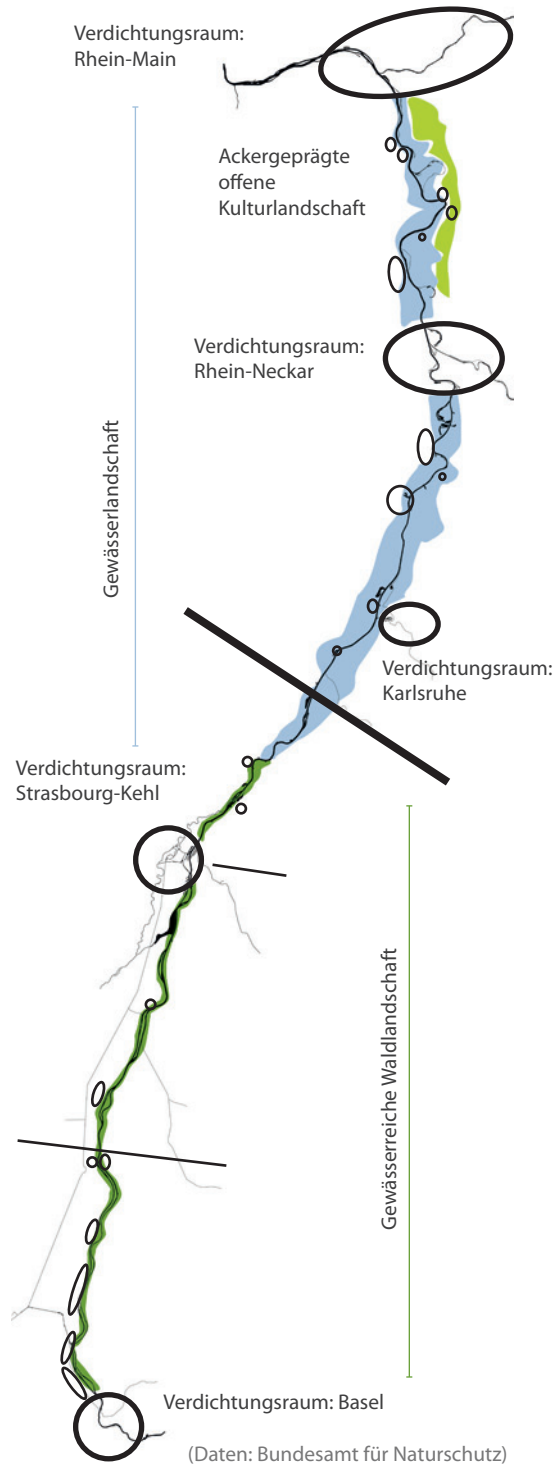 Verdichtungsraum:
Rhein-Main
Ackergeprägte
offene
Kulturlandschaft
Verdichtungsraum:
Rhein-Neckar
Gewässerlandschaft
Verdichtungsraum:
Karlsruhe
Verdichtungsraum:
Strasbourg-Kehl
Gewässerreiche Waldlandschaft
Verdichtungsraum: Basel
(Daten: Bundesamt für Naturschutz)